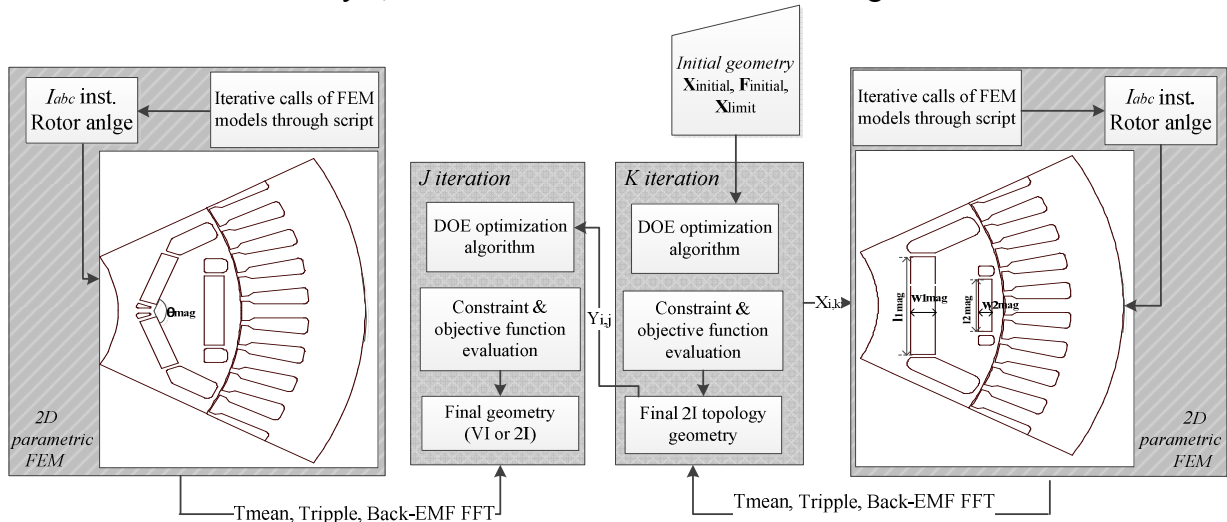 Initial geometry
Xinitial, Finitial,
Xlimit
Iabc inst.
Rotor anlge
Iterative calls of FEM
models through script
θmag
2D
parametric
FEM
J iteration
DOE optimization
algorithm
Constraint &
objective function
evaluation
Final geometry
(VI or 2I)
Yi,j
K iteration
DOE optimization
algorithm
Constraint &
objective function
evaluation
Final 2I topology
geometry
Xi,k
Iterative calls of FEM
models through script
Iabc inst.
Rotor anlge
l1mag
w1mag
l2mag
w2mag
2D
parametric
FEM
Tmean, Tripple, Back-EMF FFT
Tmean, Tripple, Back-EMF FFT